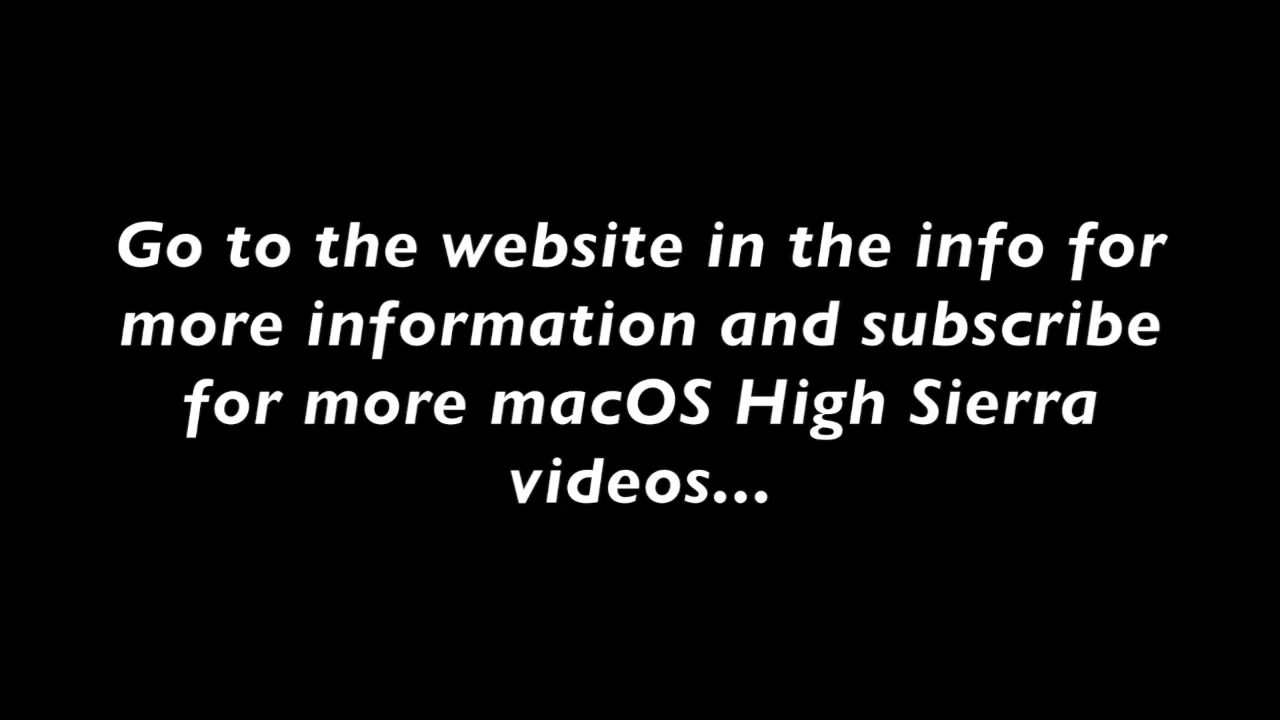 Go to the website in the info for
more information and subscribe
for more macOS High Sierra
videos...